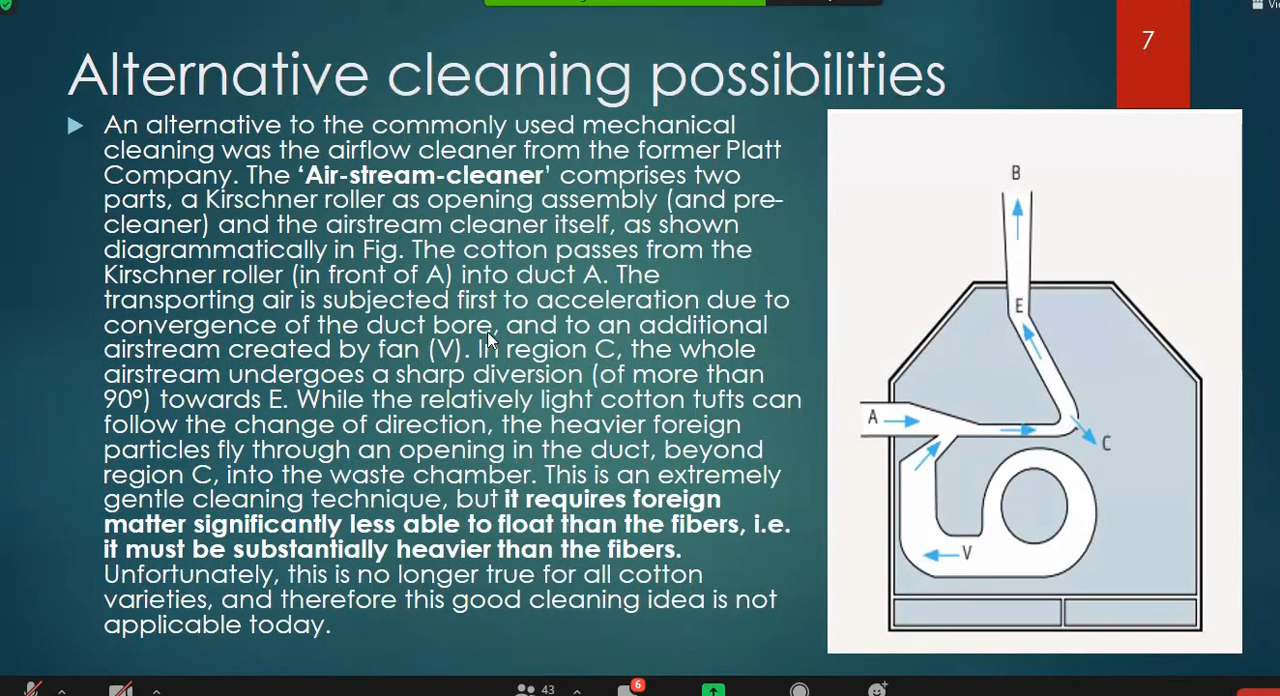 Vi
7
Alternative cleaning possibilities
An alternative to the commonly used mechanical
cleaning was the airflow cleaner from the former Platt
Company. The ‘Air-stream-cleaner’ comprises two
parts, a Kirschner roller as opening assembly (and pre-
cleaner) and the airstream cleaner itself, as shown
diagrammatically in Fig. The cotton passes from the
Kirschner roller (in front of A) into duct A. The
transporting air is subjected first to acceleration due to
convergence of the duct bore, and to an additional
airstream created by fan (V). In region C, the whole
airstream undergoes a sharp diversion (of more than
90°) towards E. While the relatively light cotton tufts can
follow the change of direction, the heavier foreign
particles fly through an opening in the duct, beyond
region C, into the waste chamber. This is an extremely
gentle cleaning technique, but it requires foreign
matter significantly less able to float than the fibers, i.e.
it must be substantially heavier than the fibers.
Unfortunately, this is no longer true for all cotton
varieties, and therefore this good cleaning idea is not
applicable today.
B
E
A
C
V
43
6